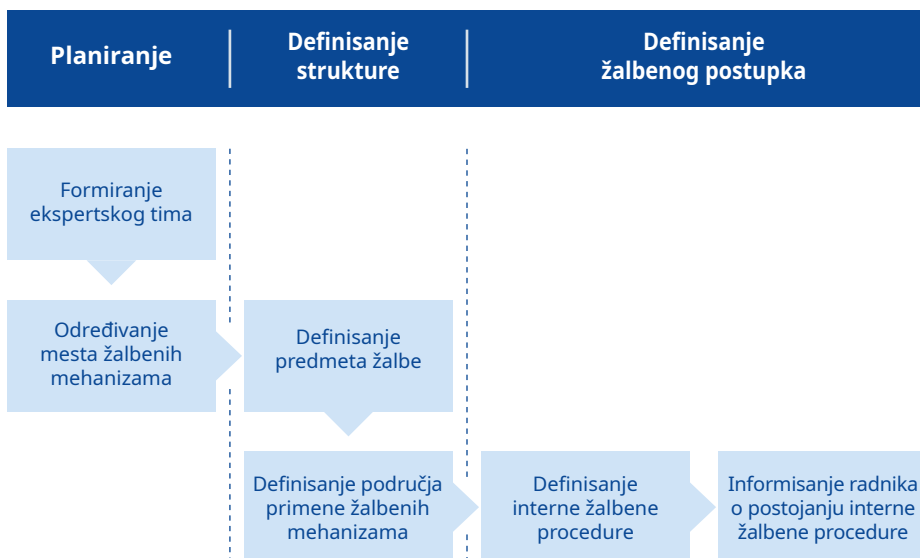 Planiranje
Definisanje
strukture
Definisanje
žalbenog postupka
Formiranje
ekspertskog tima
Određivanje
mesta žalbenih
mehanizama
Definisanje
predmeta žalbe
Definisanje područja
primene žalbenih
mehanizama
Definisanje
interne žalbene
procedure
Informisanje radnika
o postojanju interne
žalbene procedure